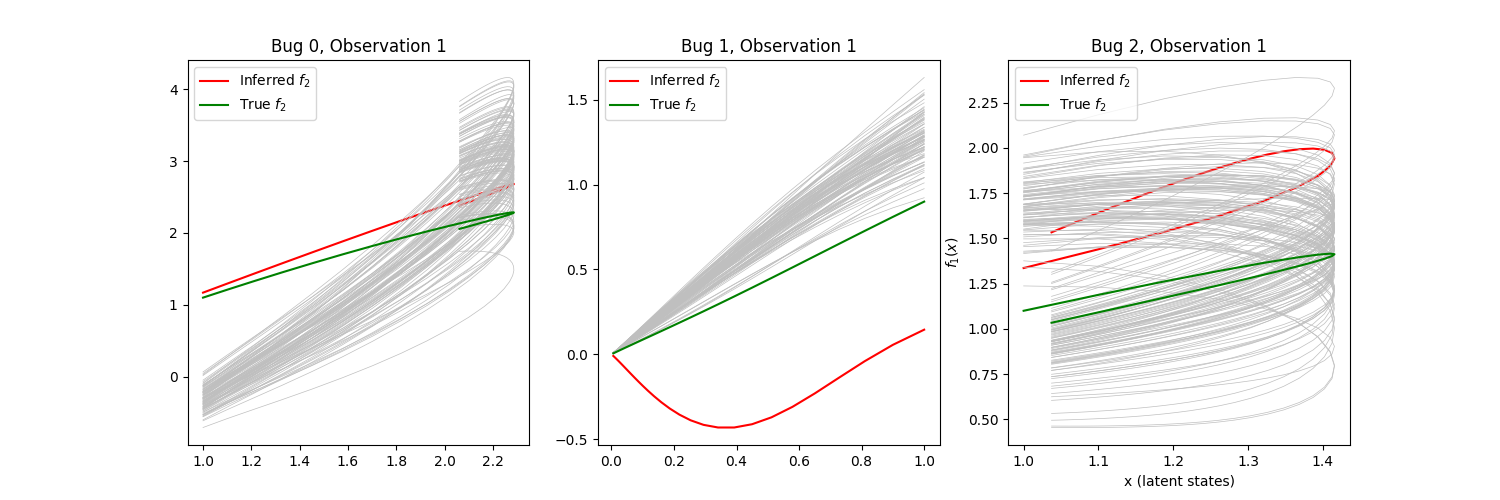 Bug 0, Observation 1
Inferred f₂
True f₂
4
3
2
1
0
1.0 1.2 1.4 1.6 1.8 2.0 2.2
Bug 1, Observation 1
Inferred f₂
True f₂
1.5
1.0
0.5
0.0
−0.5
0.0 0.2 0.4 0.6 0.8 1.0
Bug 2, Observation 1
Inferred f₂
True f₂
f₁(x)
2.25
2.00
1.75
1.50
1.25
1.00
0.75
0.50
1.0 1.1 1.2 1.3 1.4
x (latent states)